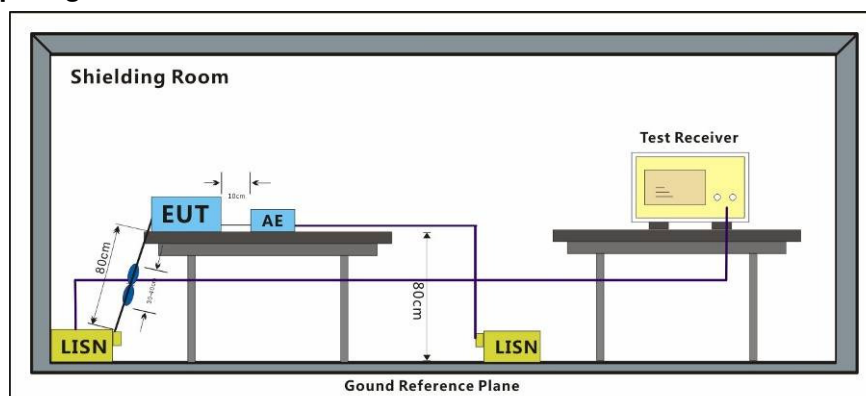 Shielding Room
Test Receiver
10cm
EUT
AE
80cm
80cm
LISN
LISN
Gound Reference Plane